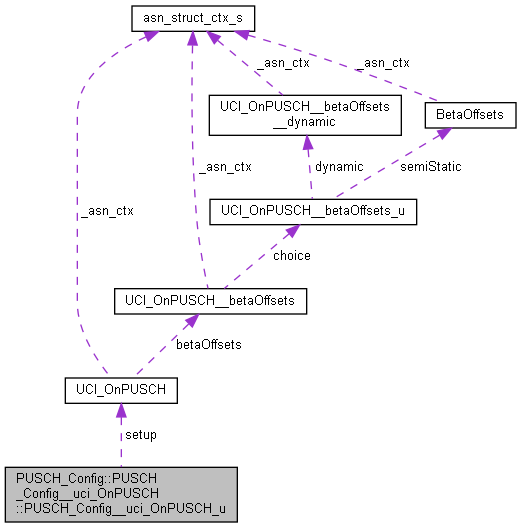 asn_struct_ctx_s
_asn_ctx
_asn_ctx
UCI_OnPUSCH__betaOffsets
__dynamic
BetaOffsets
_asn_ctx
dynamic
semiStatic
_asn_ctx
UCI_OnPUSCH__betaOffsets_u
choice
UCI_OnPUSCH__betaOffsets
betaOffsets
UCI_OnPUSCH
setup
PUSCH_Config::PUSCH
_Config__uci_OnPUSCH
::PUSCH_Config__uci_OnPUSCH_u